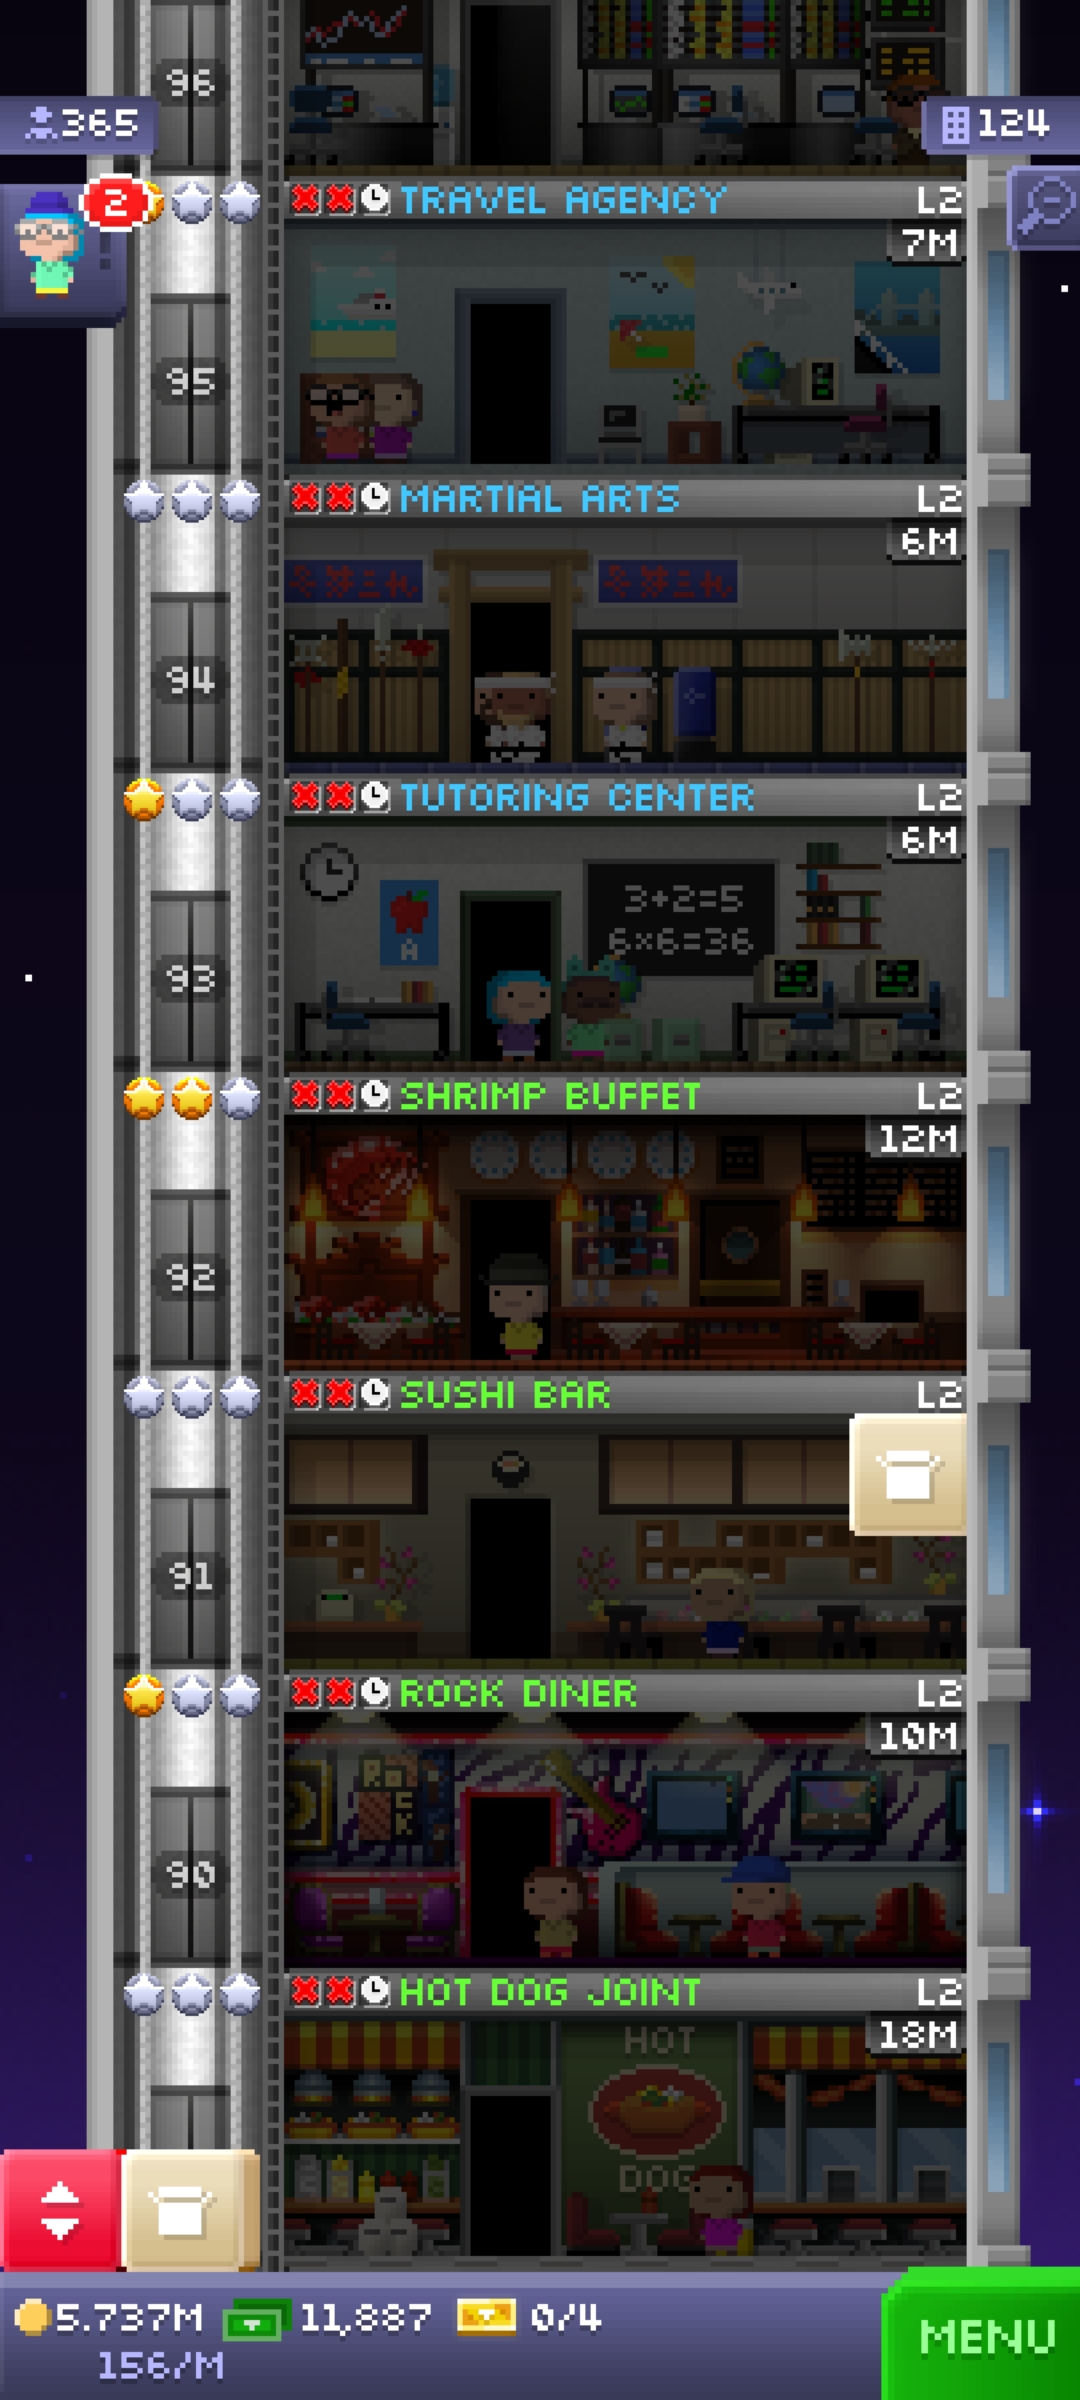 96
365
124
2
TRAVEL AGENCY L2
7M
95
MARTIAL ARTS L2
6M
94
TUTORING CENTER L2
6M
3+2=5
A
6×6=36
93
SHRIMP BUFFET L2
12M
92
SUSHI BAR L2
91
ROCK DINER L2
10M
90
HOT DOG JOINT L2
18M
HOT
DOG
5.737M 11,887 0/4
156/M
MENU